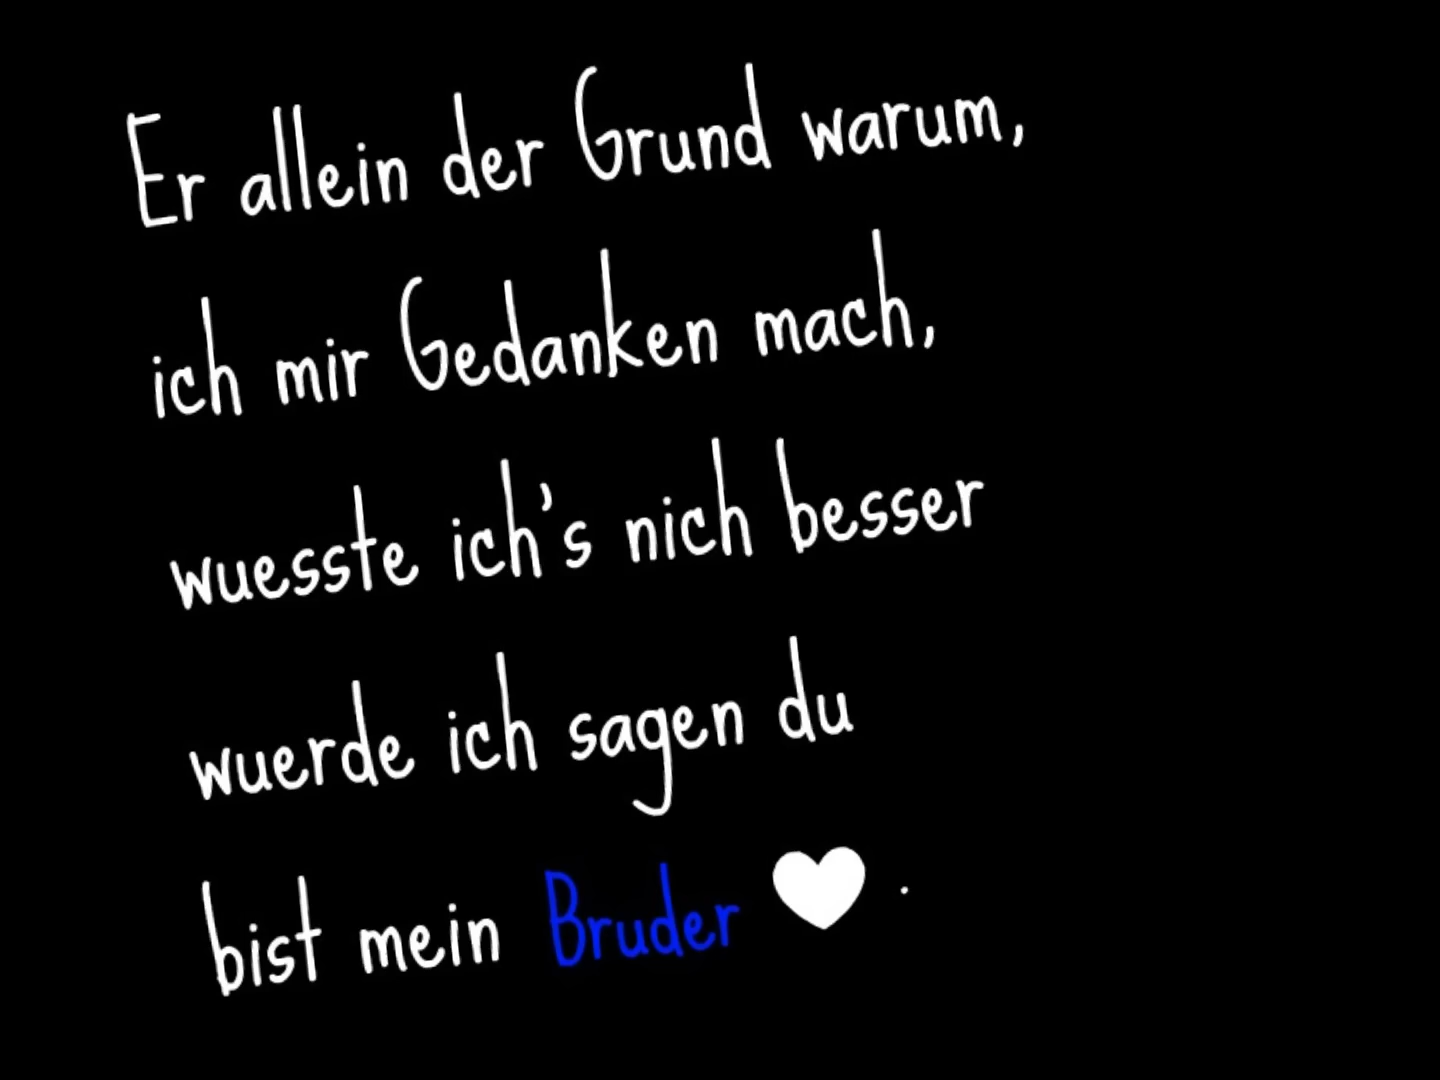 Er allein der Grund warum,
ich mir Gedanken mach,
wuesste ich's nich besser
wuerde ich sagen du
bist mein Bruder ♥ .